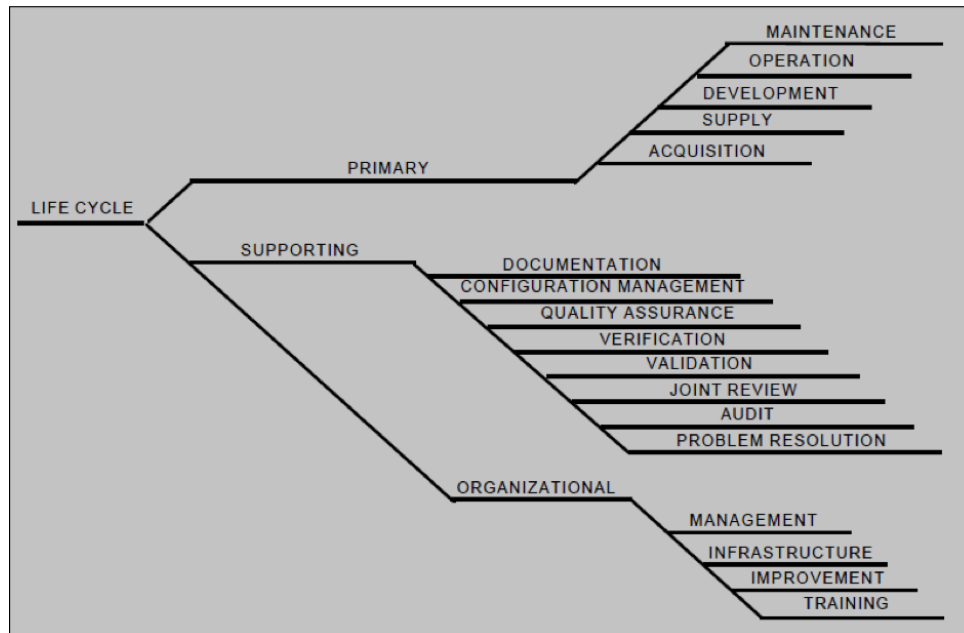 MAINTENANCE
OPERATION
DEVELOPMENT
SUPPLY
ACQUISITION
PRIMARY
LIFE CYCLE
SUPPORTING
DOCUMENTATION
CONFIGURATION MANAGEMENT
QUALITY ASSURANCE
VERIFICATION
VALIDATION
JOINT REVIEW
AUDIT
PROBLEM RESOLUTION
ORGANIZATIONAL
MANAGEMENT
INFRASTRUCTURE
IMPROVEMENT
TRAINING